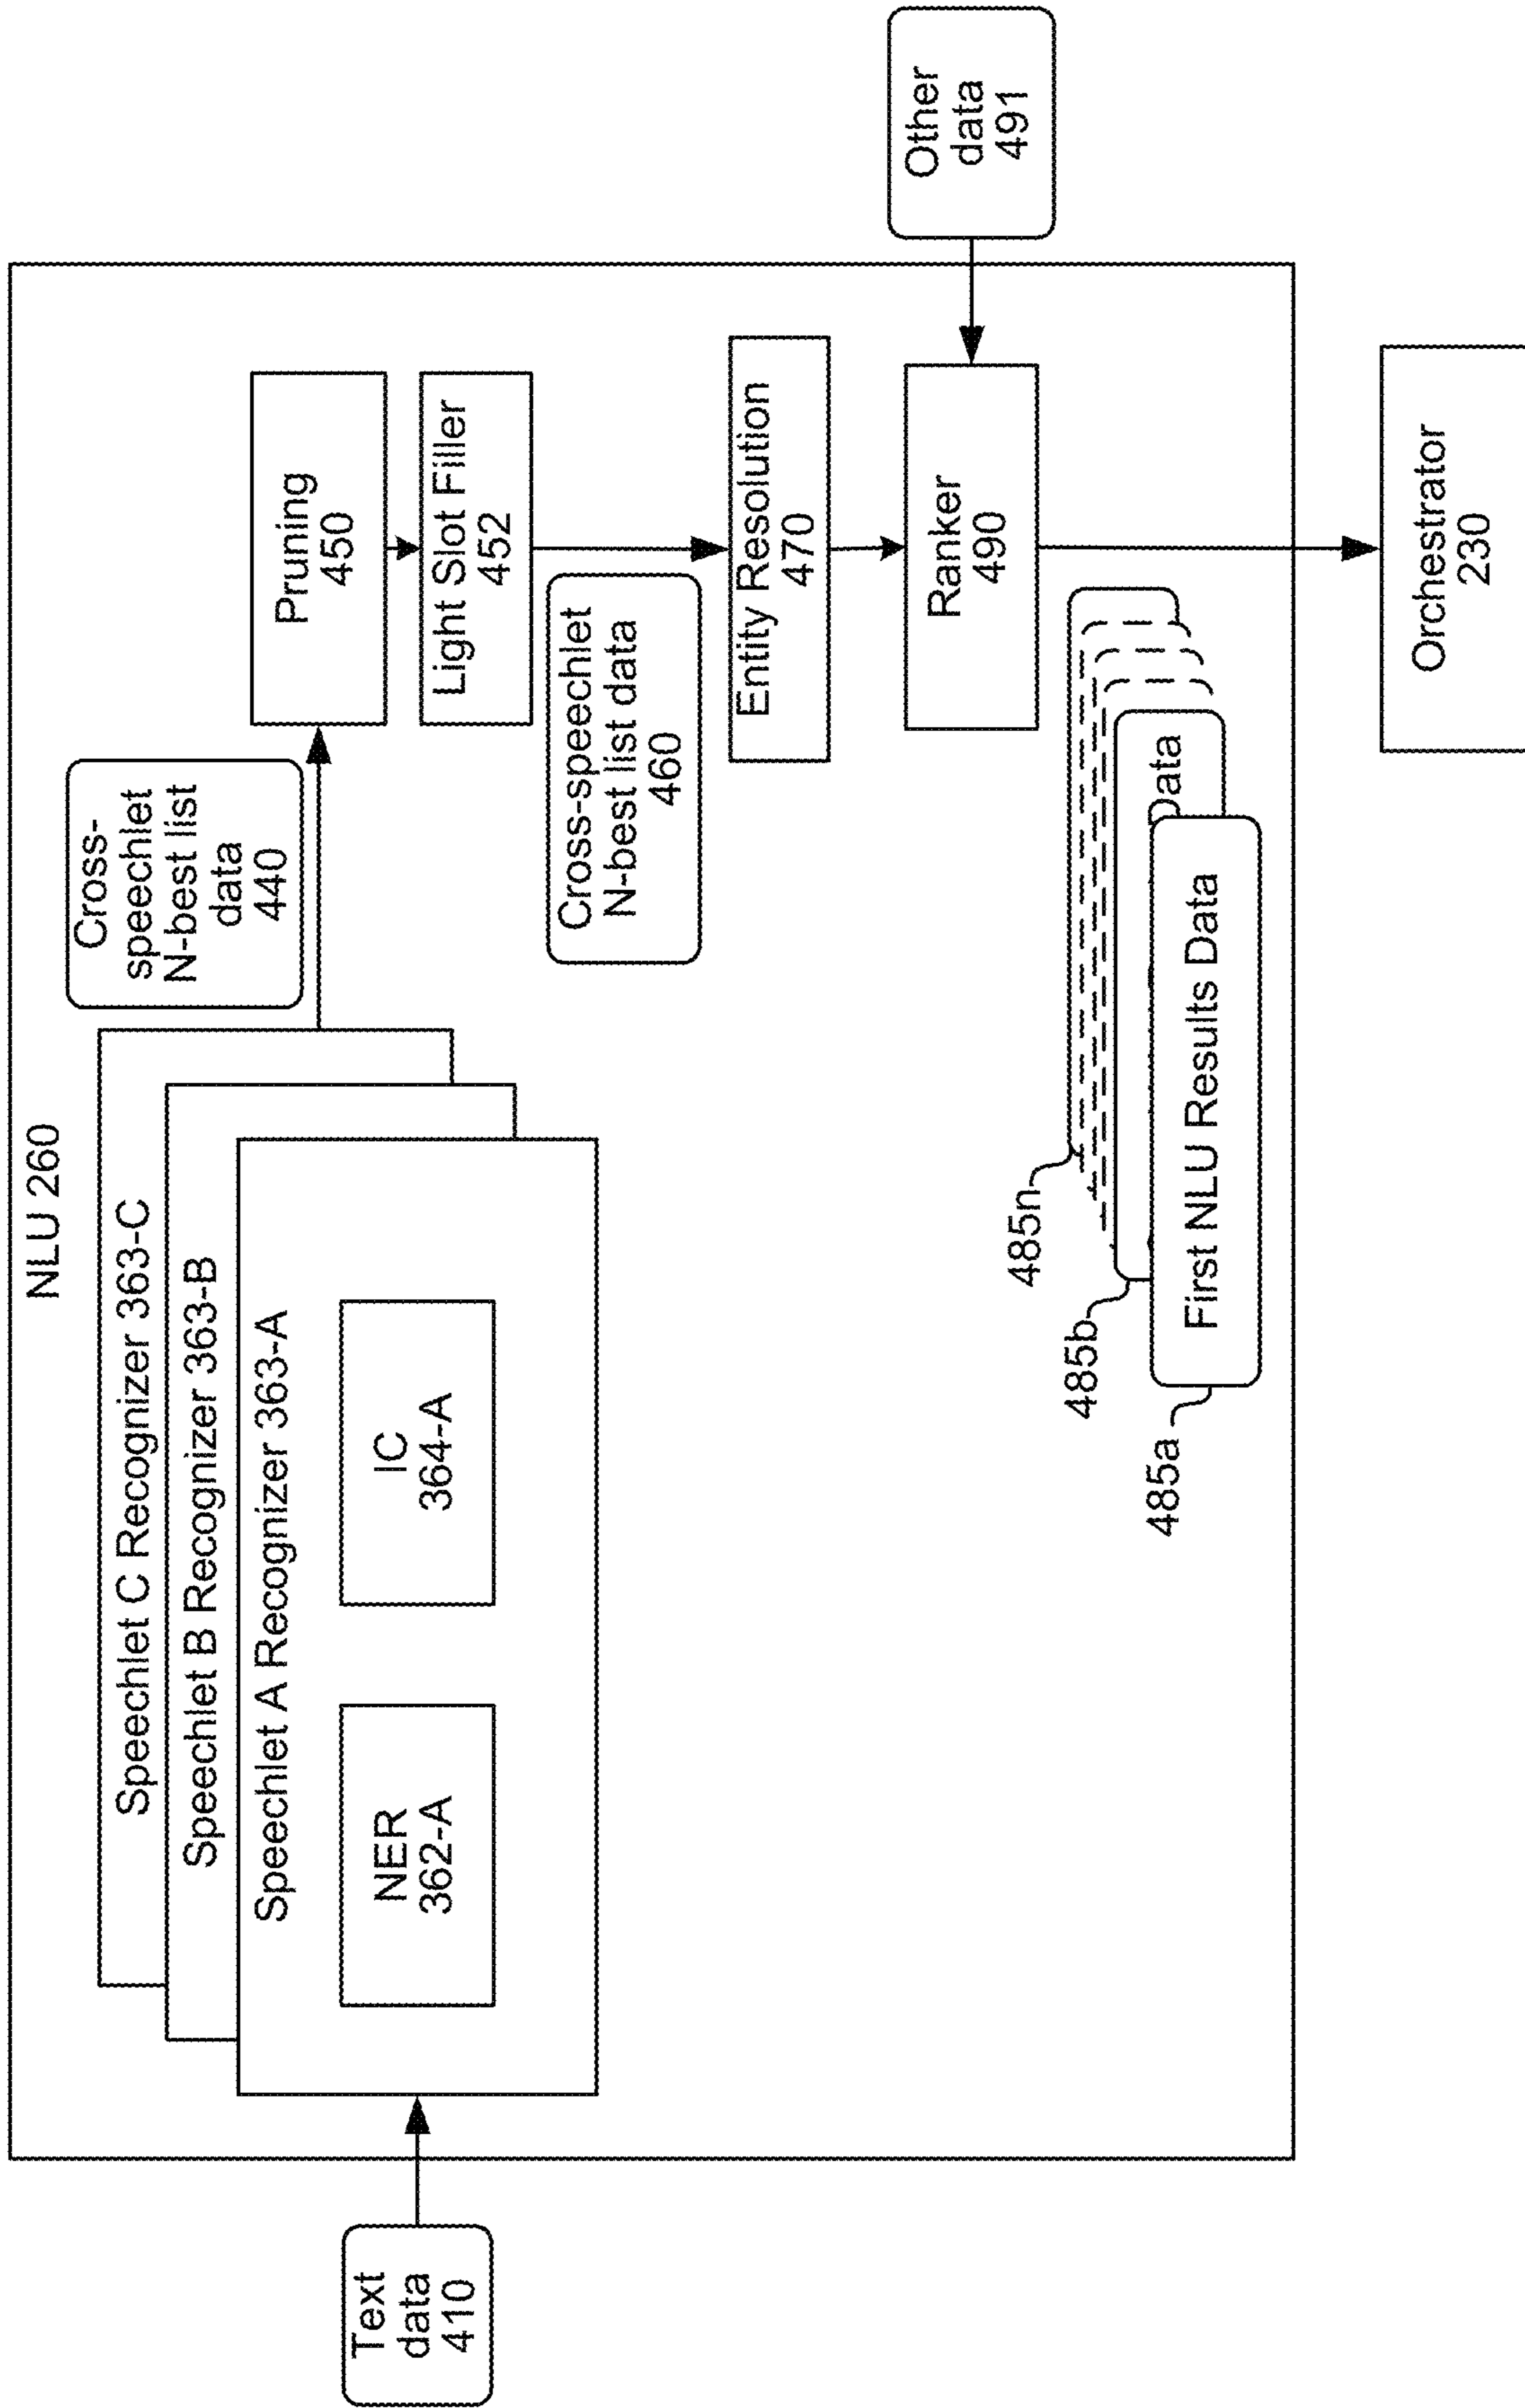 NLU 260
Text
data
410
Speechlet C Recognizer 363-C
Speechlet B Recognizer 363-B
Speechlet A Recognizer 363-A
NER
362-A
IC
364-A
Cross-
speechlet
N-best list
data
440
Pruning
450
Light Slot Filler
452
Cross-speechlet
N-best list data
460
Entity Resolution
470
Ranker
490
Other
data
491
485n
485b
Data
485a
First NLU Results Data
Orchestrator
230